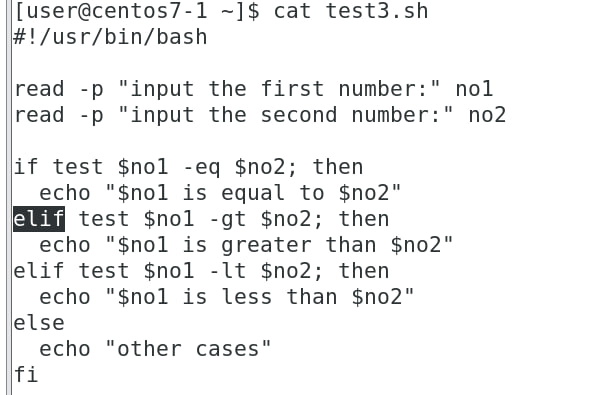 [user@centos7-1 ~]$ cat test3.sh
#!/usr/bin/bash

read -p "input the first number:" no1
read -p "input the second number:" no2

if test $no1 -eq $no2; then
  echo "$no1 is equal to $no2"
elif test $no1 -gt $no2; then
  echo "$no1 is greater than $no2"
elif test $no1 -lt $no2; then
  echo "$no1 is less than $no2"
else
  echo "other cases"
fi